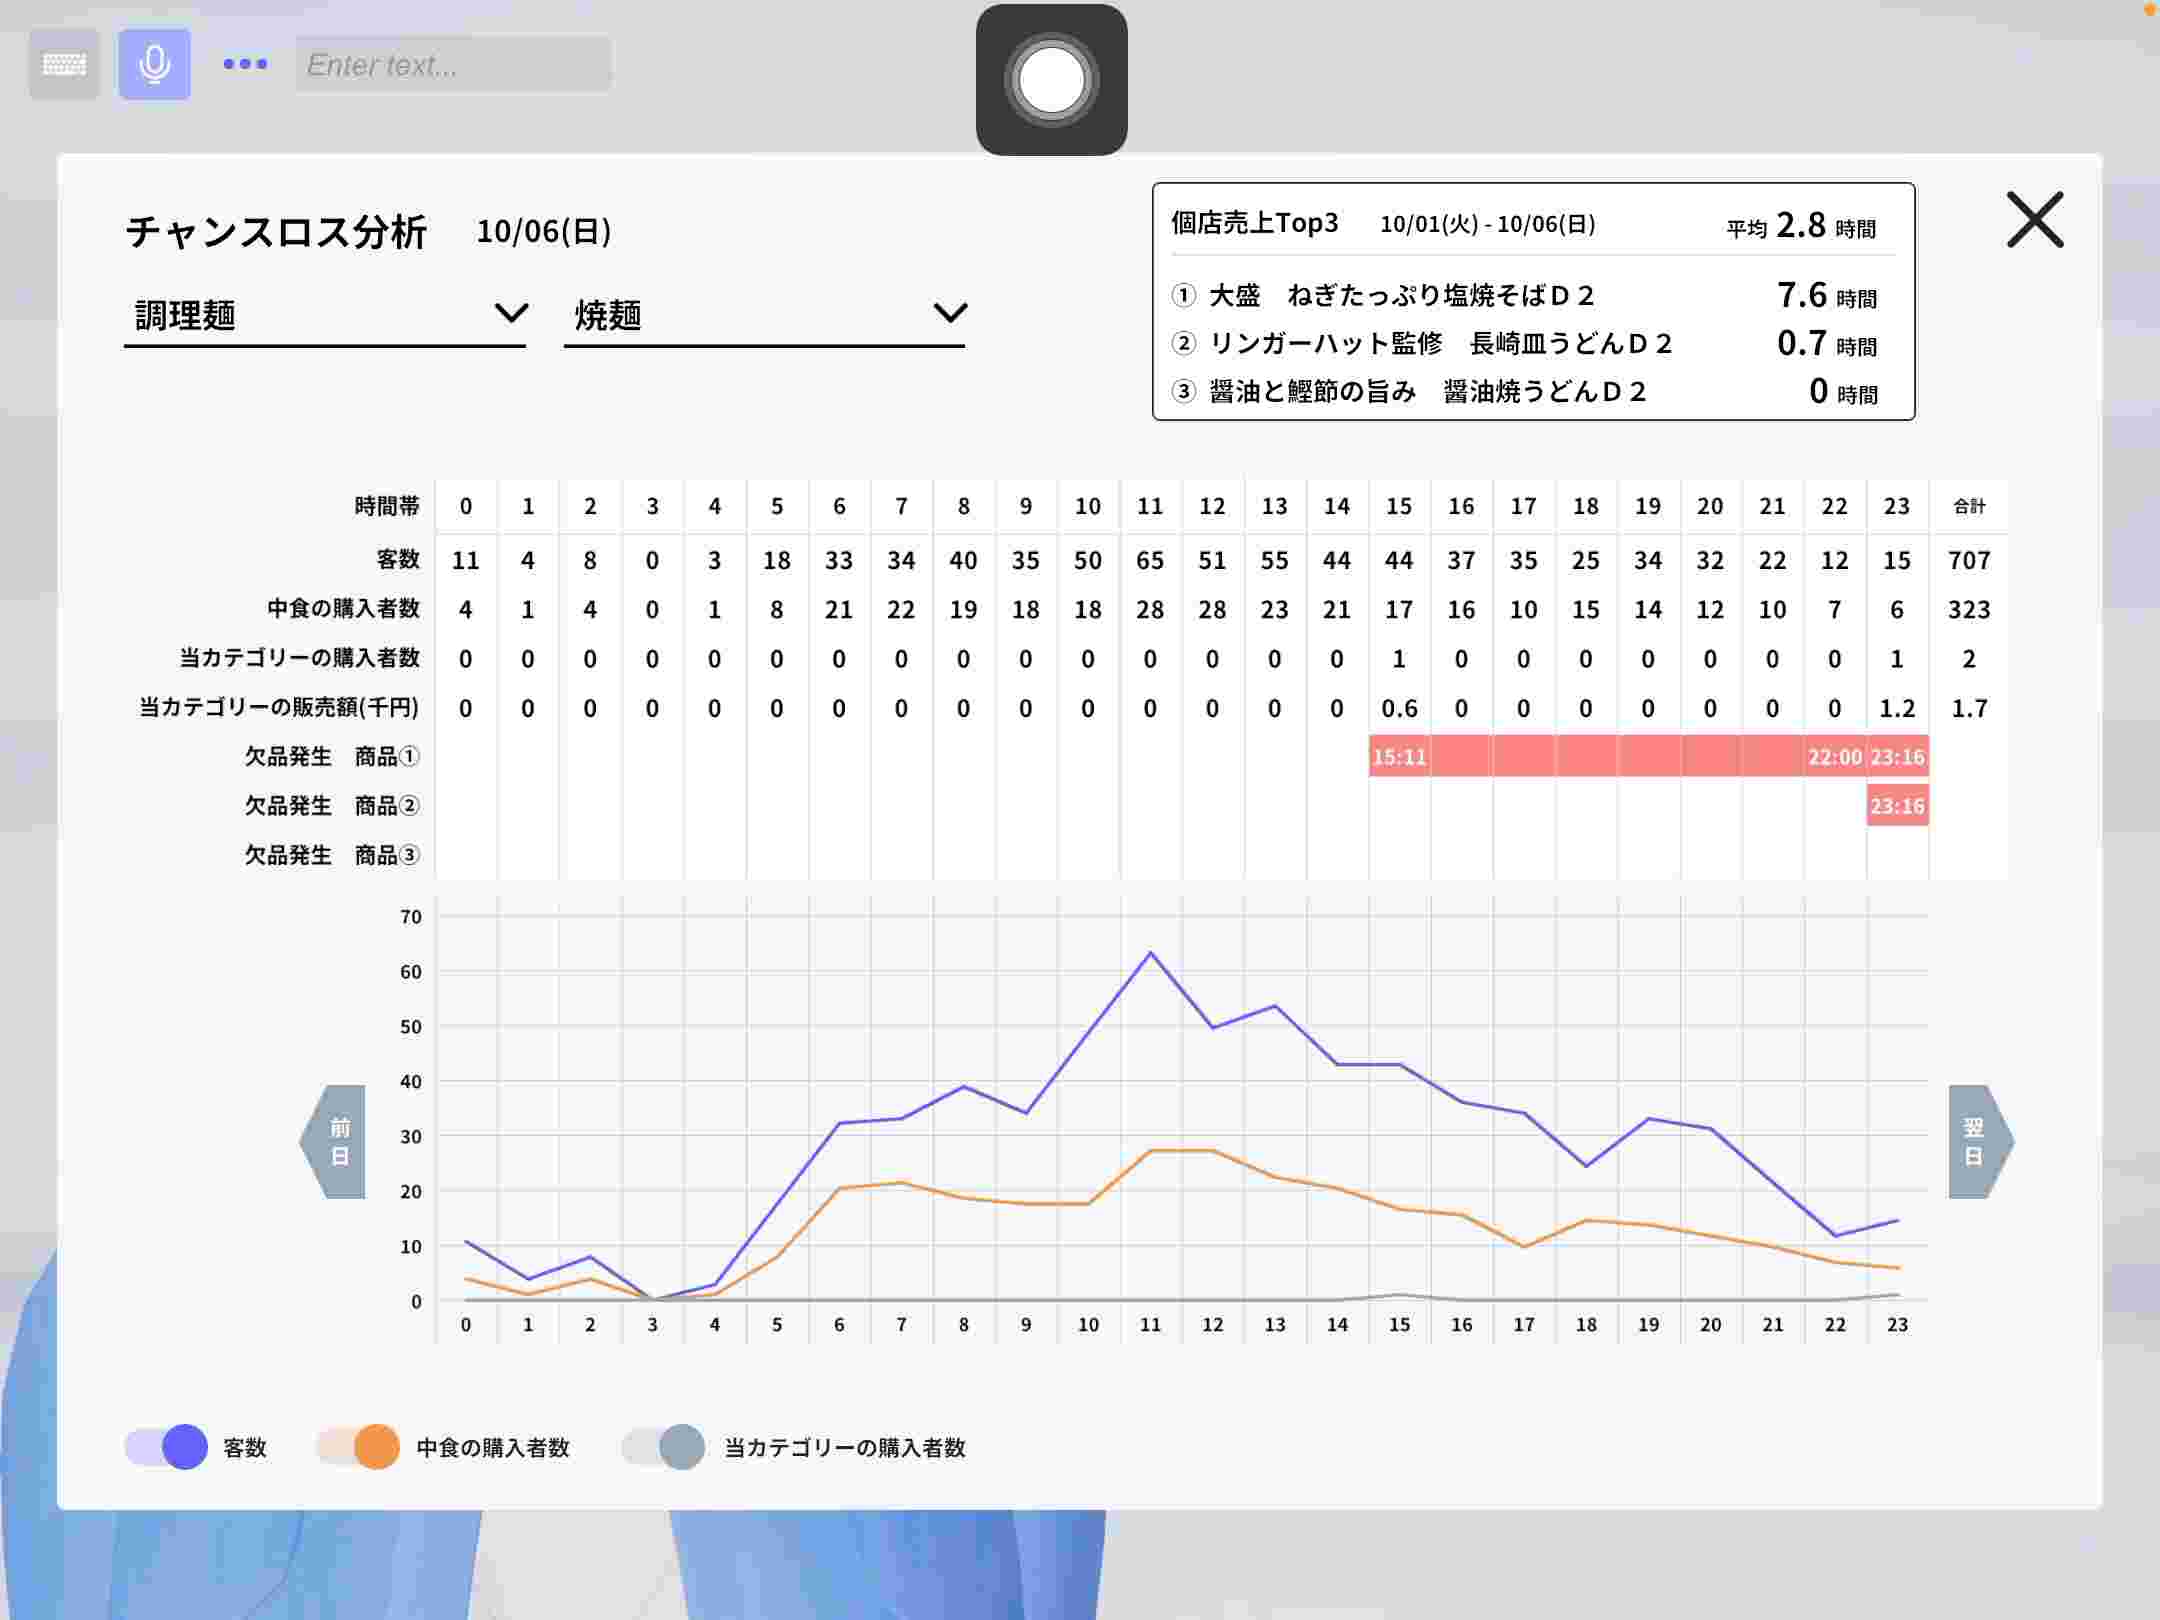 Enter text...
チャンスロス分析 10/06(日)
調理麺 焼麺
個店売上Top3 10/01(火) - 10/06(日) 平均 2.8 時間
① 大盛　ねぎたっぷり塩焼そばＤ２ 7.6 時間
② リンガーハット監修　長崎皿うどんＤ２ 0.7 時間
③ 醤油と鰹節の旨み　醤油焼うどんＤ２ 0 時間
時間帯 0 1 2 3 4 5 6 7 8 9 10 11 12 13 14 15 16 17 18 19 20 21 22 23 合計
客数 11 4 8 0 3 18 33 34 40 35 50 65 51 55 44 44 37 35 25 34 32 22 12 15 707
中食の購入者数 4 1 4 0 1 8 21 22 19 18 18 28 28 23 21 17 16 10 15 14 12 10 7 6 323
当カテゴリーの購入者数 0 0 0 0 0 0 0 0 0 0 0 0 0 0 0 1 0 0 0 0 0 0 0 1 2
当カテゴリーの販売額(千円) 0 0 0 0 0 0 0 0 0 0 0 0 0 0 0 0.6 0 0 0 0 0 0 0 1.2 1.7
欠品発生　商品① 15:11 22:00 23:16
欠品発生　商品② 23:16
欠品発生　商品③
70
60
50
40
30
20
10
0
0 1 2 3 4 5 6 7 8 9 10 11 12 13 14 15 16 17 18 19 20 21 22 23
前日
翌日
客数 中食の購入者数 当カテゴリーの購入者数